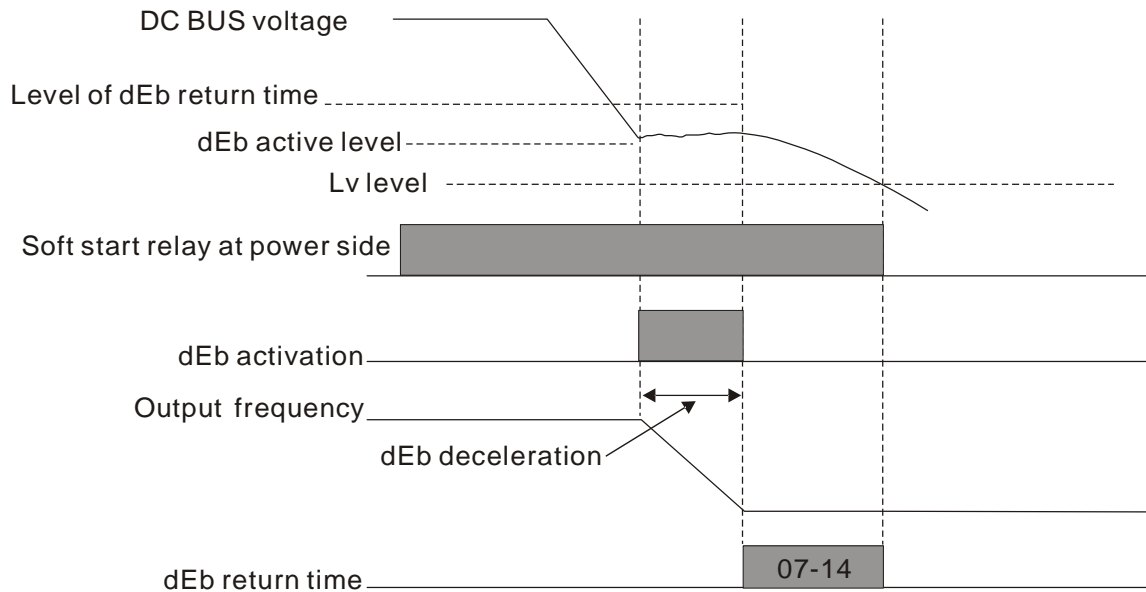 DC BUS voltage
Level of dEb return time
dEb active level
Lv level
Soft start relay at power side
dEb activation
Output frequency
dEb deceleration
07-14
dEb return time